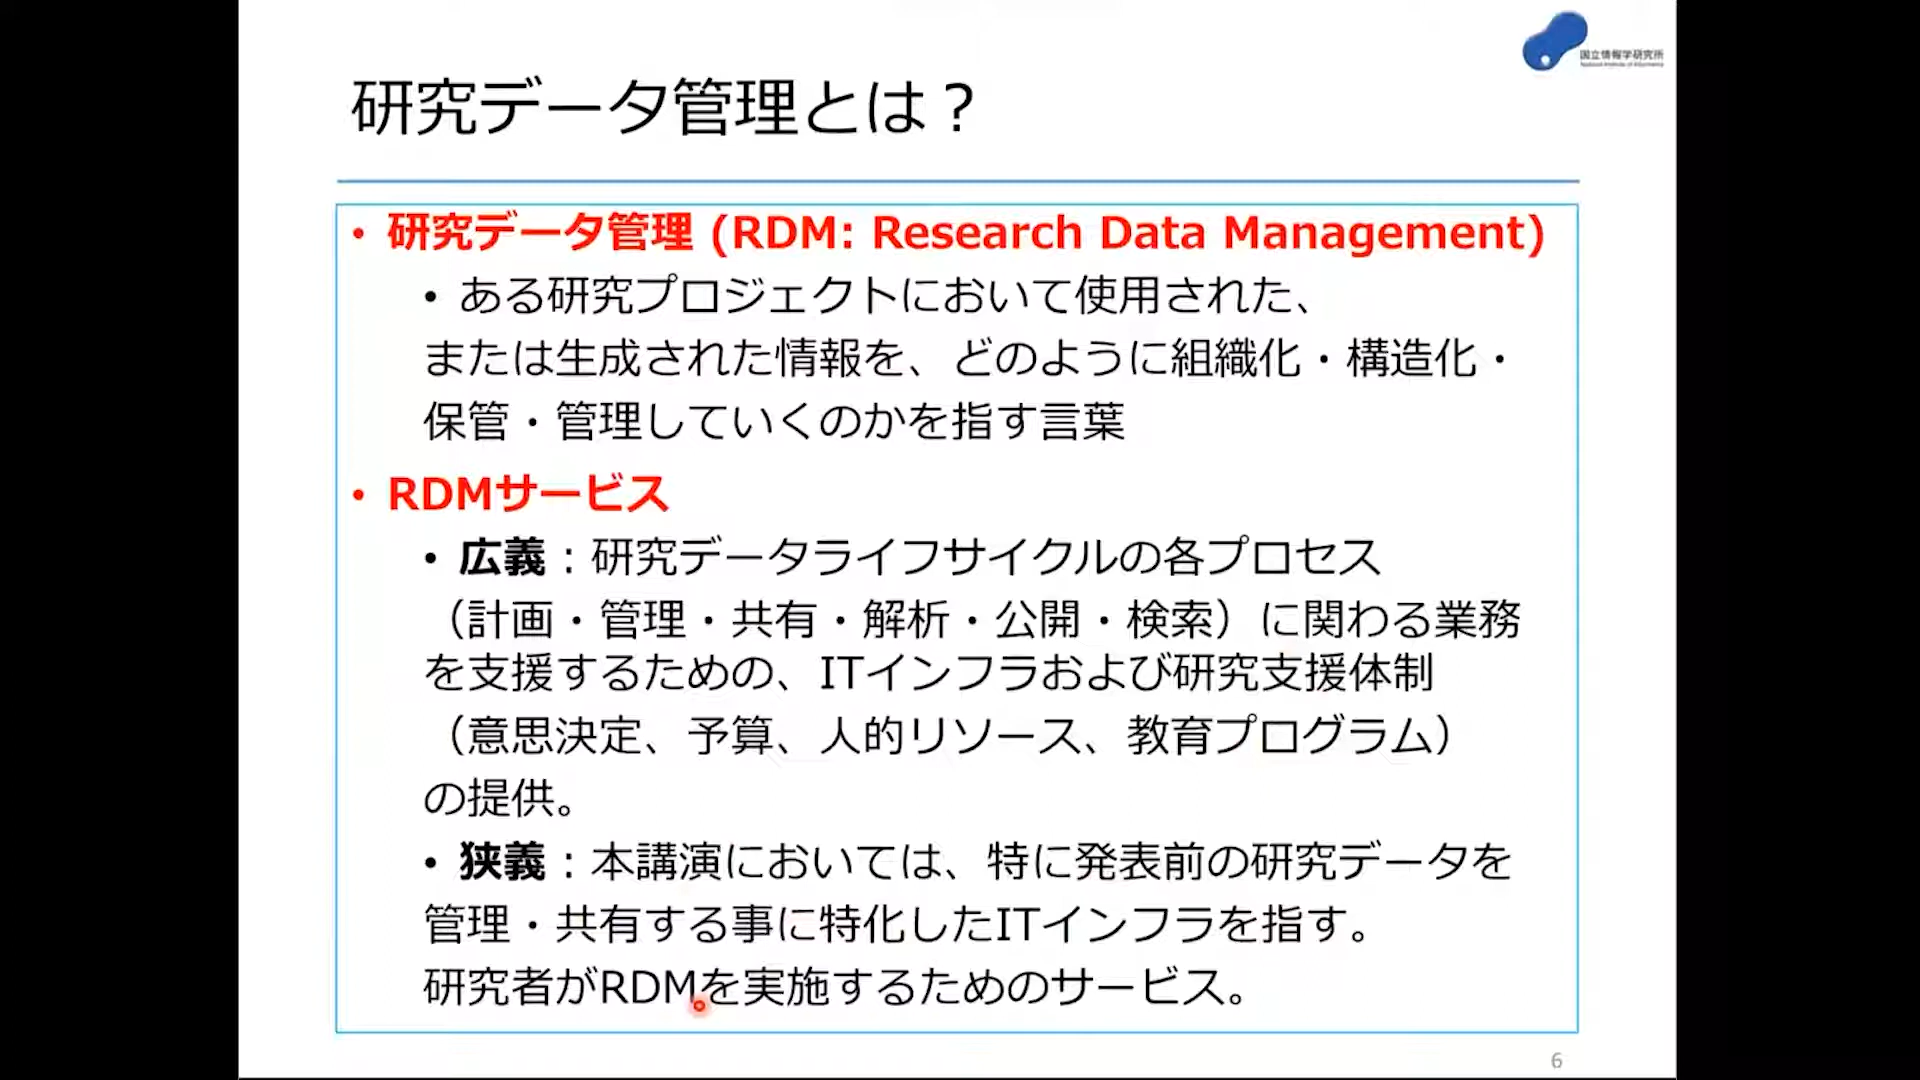 国立情報学研究所
National Institute of Informatics
研究データ管理とは？
• 研究データ管理 (RDM: Research Data Management)
• ある研究プロジェクトにおいて使用された、
または生成された情報を、どのように組織化・構造化・
保管・管理していくのかを指す言葉
• RDMサービス
• 広義：研究データライフサイクルの各プロセス
（計画・管理・共有・解析・公開・検索）に関わる業務
を支援するための、ITインフラおよび研究支援体制
（意思決定、予算、人的リソース、教育プログラム）
の提供。
• 狭義：本講演においては、特に発表前の研究データを
管理・共有する事に特化したITインフラを指す。
研究者がRDMを実施するためのサービス。
6